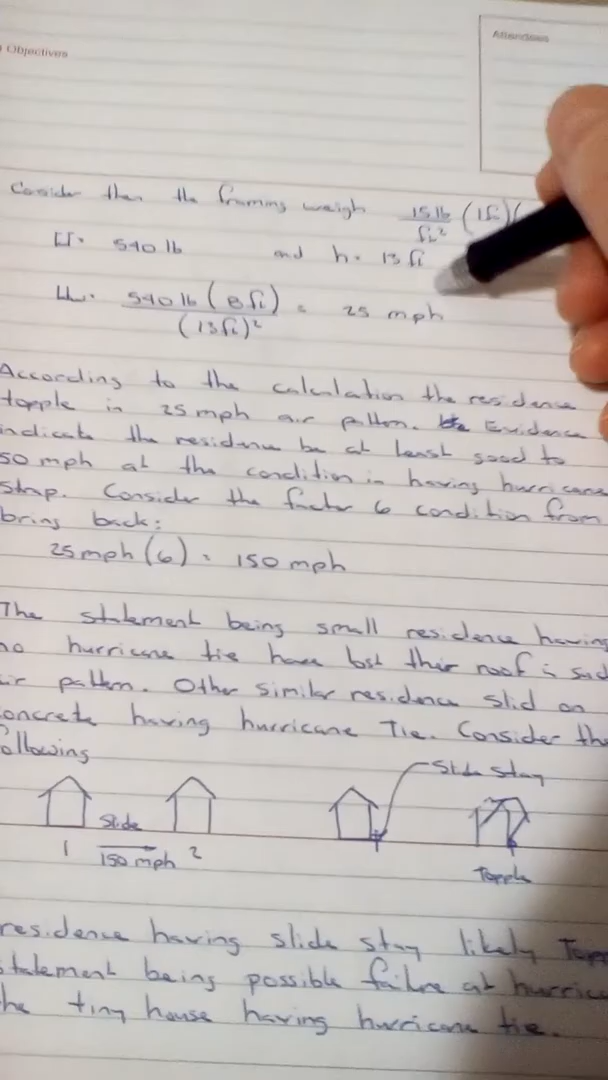 Objectives
Attendees
Consider then the framing weigh 15 lb/ft² (1ft)(
540 lb and h = 13 ft
540 lb (8ft)/(13ft)² = 25 mph
According to the calculation the residence
topple in 25 mph air pattern. Evidence
indicate the residence be at least good to
50 mph at the condition in having hurricane
strap. Consider the factor 6 condition from
bring back:
25 mph (6) = 150 mph
The statement being small residence having
no hurricane tie have lost their roof in such
air pattern. Other similar residence slid on
concrete having hurricane Tie. Consider the
following
Slide stay
Slide
1 150 mph 2
Topple
residence having slide stay likely Topp
statement being possible failure at hurrica
the tiny house having hurricane tie.